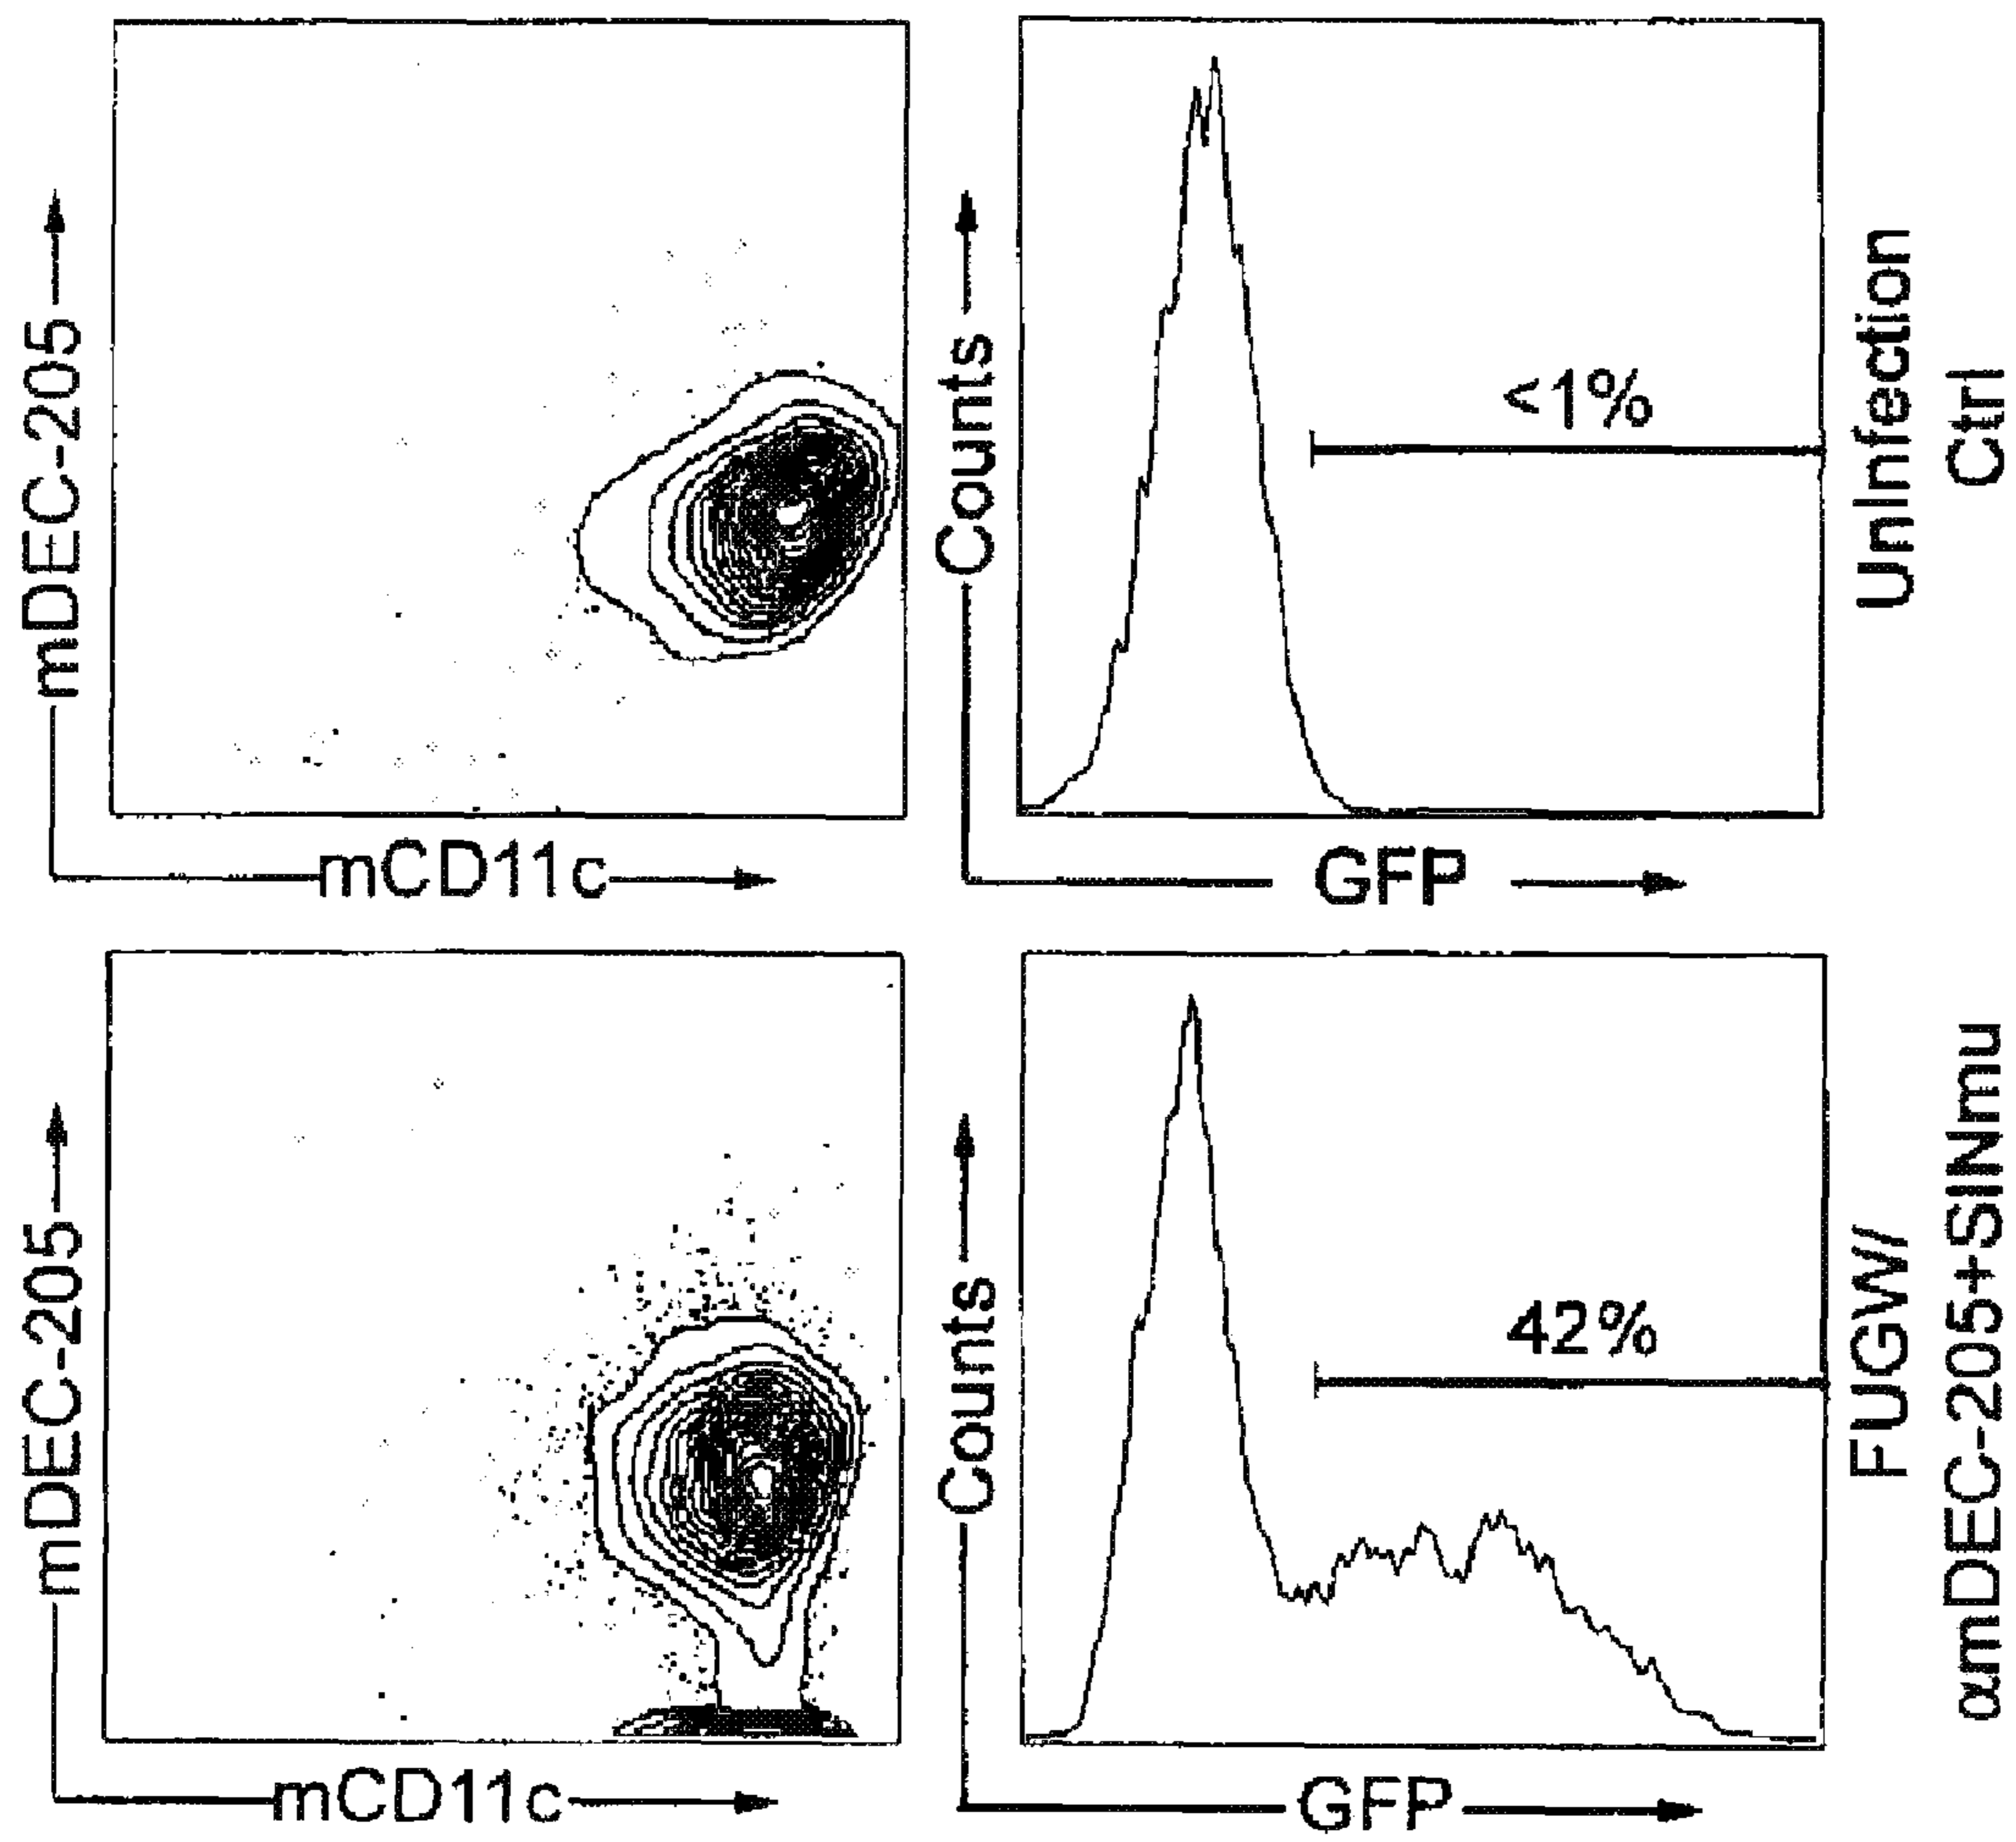 mDEC-205
mCD11c
Counts
<1%
GFP
UnInfection
Ctrl
mDEC-205
mCD11c
Counts
42%
GFP
FUGW/
αmDEC-205+SINmu